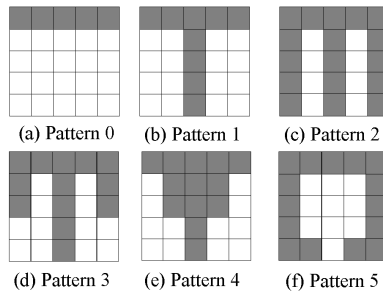 (a) Pattern 0
(b) Pattern 1
(c) Pattern 2
(d) Pattern 3
(e) Pattern 4
(f) Pattern 5